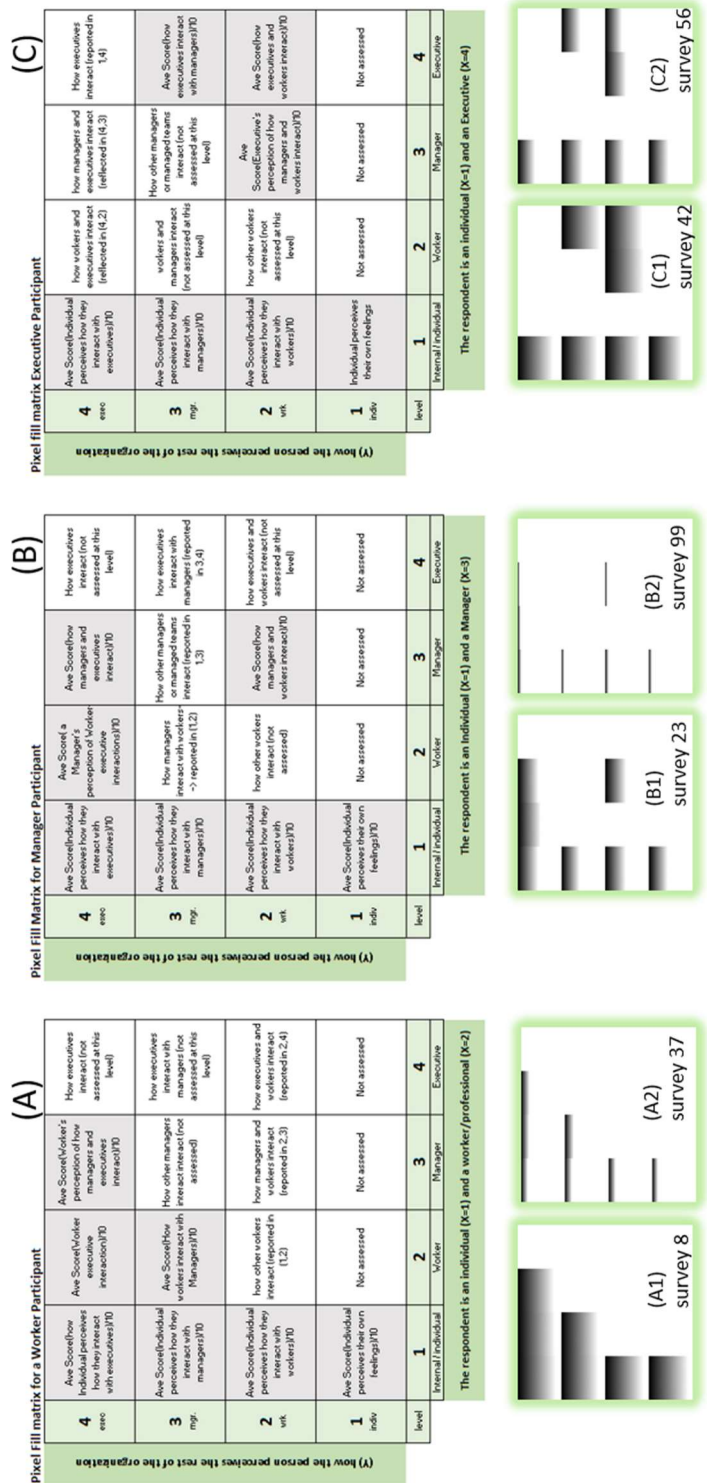 (A)
Pixel Fill matrix for a Worker Participant
(Y) how the person perceives the rest of the organization
4
esec
Ave Score(how
Individual perceives
how they interact
with executives)/10
Ave Score(Worker
executive
interaction)/10
Ave Score(Worker's
perception of how
managers and
executives
interact)/10
How executives
interact (not
assessed at this
level)
3
mgr.
Ave Score(Individual
perceives how they
interact with
managers)/10
Ave Score(How
workers interact with
Managers)/10
How other managers
interact interact (not
assessed)
how executives
interact with
managers (not
assessed at this
level)
2
wrk
Ave Score(Individual
perceives how they
interact with
workers)/10
how other workers
interact (reported in
(1,2)
how managers and
workers interact
(reported in 2,3)
how executives and
workers interact
(reported in 2,4)
1
indiv
Ave Score(Individual
perceives their own
feelings)/10
Not assessed
Not assessed
Not assessed
level
1
2
3
4
Internal / individual
Worker
Manager
Executive
The respondent is an individual (X=1) and a worker/professional (X=2)
(A1)
survey 8
(A2)
survey 37
(B)
Pixel Fill Matrix for Manager Participant
(Y) how the person perceives the rest of the organization
4
esec
Ave Score(Individual
perceives how they
interact with
executives)/10
Ave Score( a
Manager's
perception of Worker
executive
interactions)/10
Ave Score(how
managers and
executives
interact)/10
How executives
interact (not
assessed at this
level)
3
mgr.
Ave Score(Individual
perceives how they
interact with
managers)/10
How managers
interact with workers-
-> reported in (1,2)
How other managers
or managed teams
interact (reported in
1,3)
How executives
interact with
managers (reported
in 3,4)
2
wrk
Ave Score(Individual
perceives how they
interact with
workers)/10
how other workers
interact (not
assessed)
Ave Score(how
managers and
workers interact)/10
how executives and
workers interact (not
assessed at this level)
1
indiv
Ave Score(Individual
perceives their own
feelings)/10
Not assessed
Not assessed
Not assessed
level
1
2
3
4
Internal / individual
Worker
Manager
Executive
The respondent is an Individual (X=1) and a Manager (X=3)
(B1)
survey 23
(B2)
survey 99
(C)
Pixel fill matrix Executive Participant
(Y) how the person perceives the rest of the organization
4
esec
Ave Score(Individual
perceives how they
interact with
executives)/10
how workers and
executives interact
(reflected in (4,2)
how managers and
executives interact
(reflected in (4,3)
How executives
interact (reported in
1,4)
3
mgr.
Ave Score(Individual
perceives how they
interact with
managers)/10
workers and
managers interact
(not assessed at this
level)
How other managers
or managed teams
interact (not
assessed at this
level)
Ave Score(how
executives interact
with managers)/10
2
wrk
Ave Score(Individual
perceives how they
interact with
workers)/10
how other workers
interact (not
assessed at this
level)
Ave
Score(Executive's
perception of how
managers and
workers interact)/10
Ave Score(how
executives and
workers interact)/10
1
indiv
Individual perceives
their own feelings)/10
Not assessed
Not assessed
Not assessed
level
1
2
3
4
Internal / individual
Worker
Manager
Executive
The respondent is an individual (X=1) and an Executive (X=4)
(C1)
survey 42
(C2)
survey 56